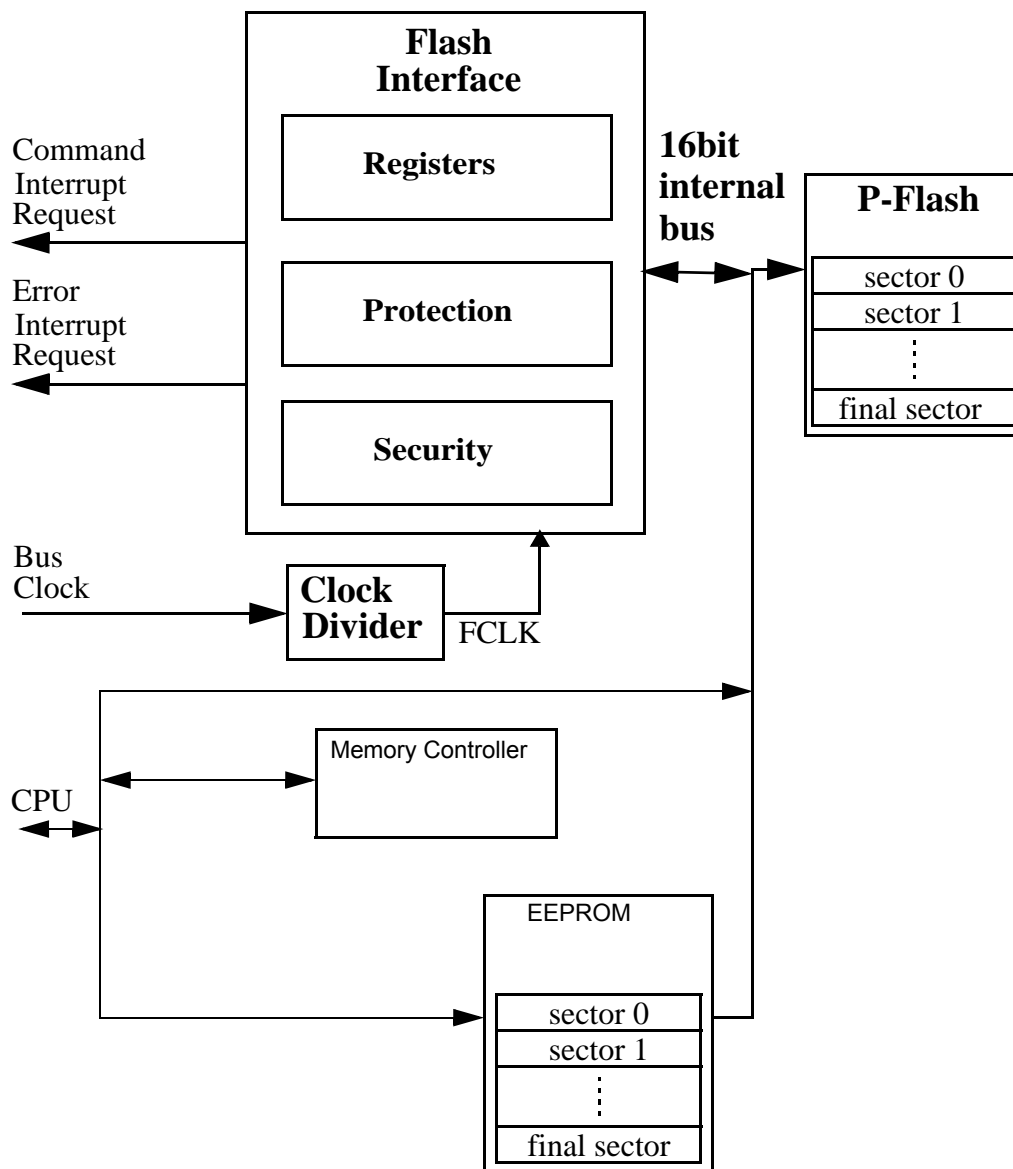 Flash
Interface
Registers
Protection
Security
Command
Interrupt
Request
Error
Interrupt
Request
16bit
internal
bus
P-Flash
sector 0
sector 1
final sector
Bus
Clock
Clock
Divider
FCLK
Memory Controller
CPU
EEPROM
sector 0
sector 1
final sector